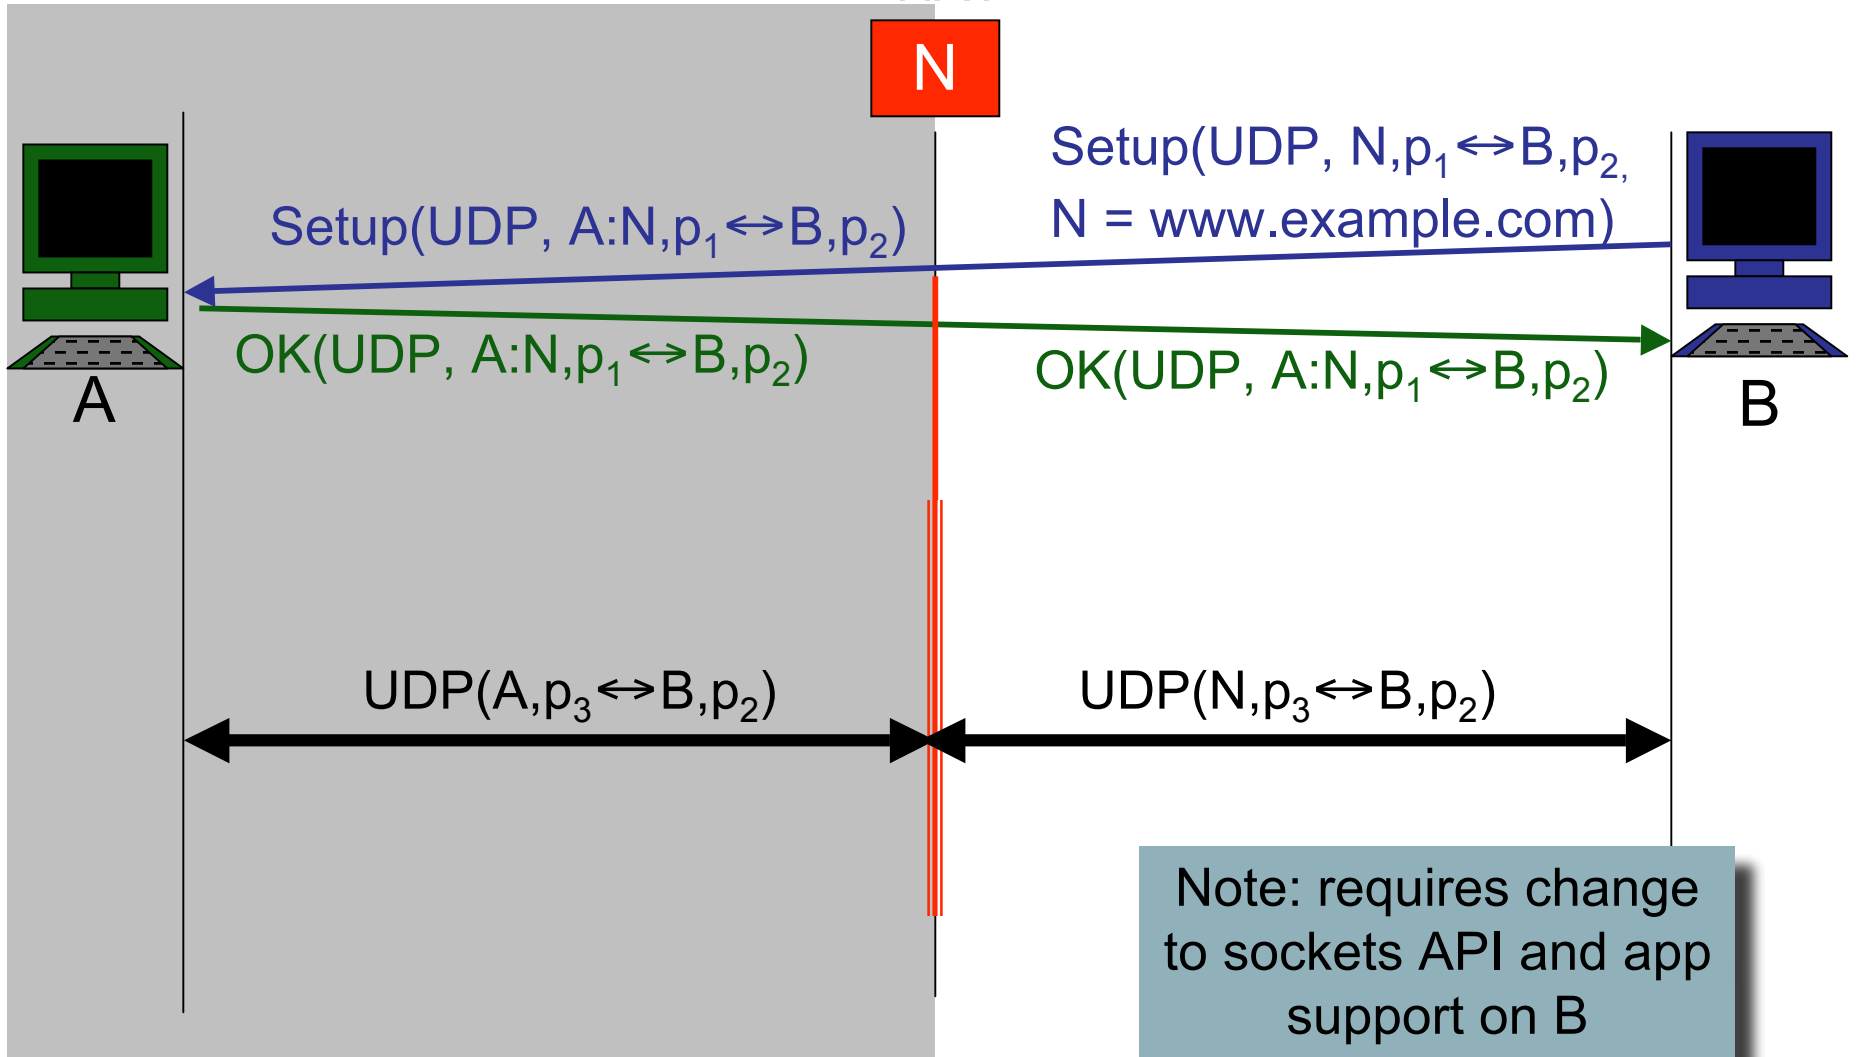 N
Setup(UDP, N,p₁⇔B,p₂,
N = www.example.com)
Setup(UDP, A:N,p₁⇔B,p₂)
OK(UDP, A:N,p₁⇔B,p₂)
OK(UDP, A:N,p₁⇔B,p₂)
A
B
UDP(A,p₃⇔B,p₂)
UDP(N,p₃⇔B,p₂)
Note: requires change
to sockets API and app
support on B